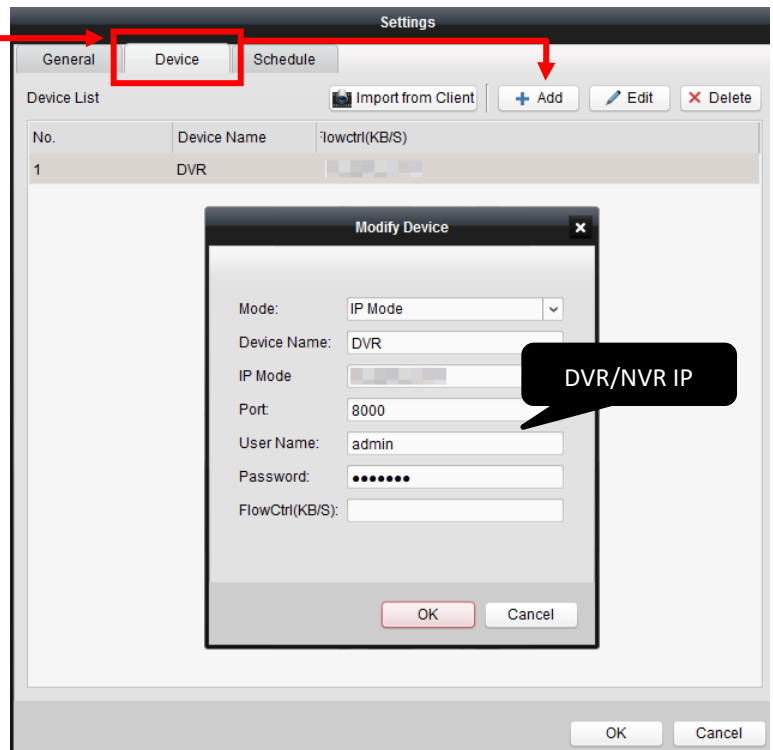 Settings
General Device Schedule
Device List Import from Client Add Edit Delete
No. Device Name Flowctrl(KB/S)
1 DVR
Modify Device
Mode: IP Mode
Device Name: DVR
IP Mode
DVR/NVR IP
Port: 8000
User Name: admin
Password: •••••••
FlowCtrl(KB/S):
OK Cancel
OK Cancel